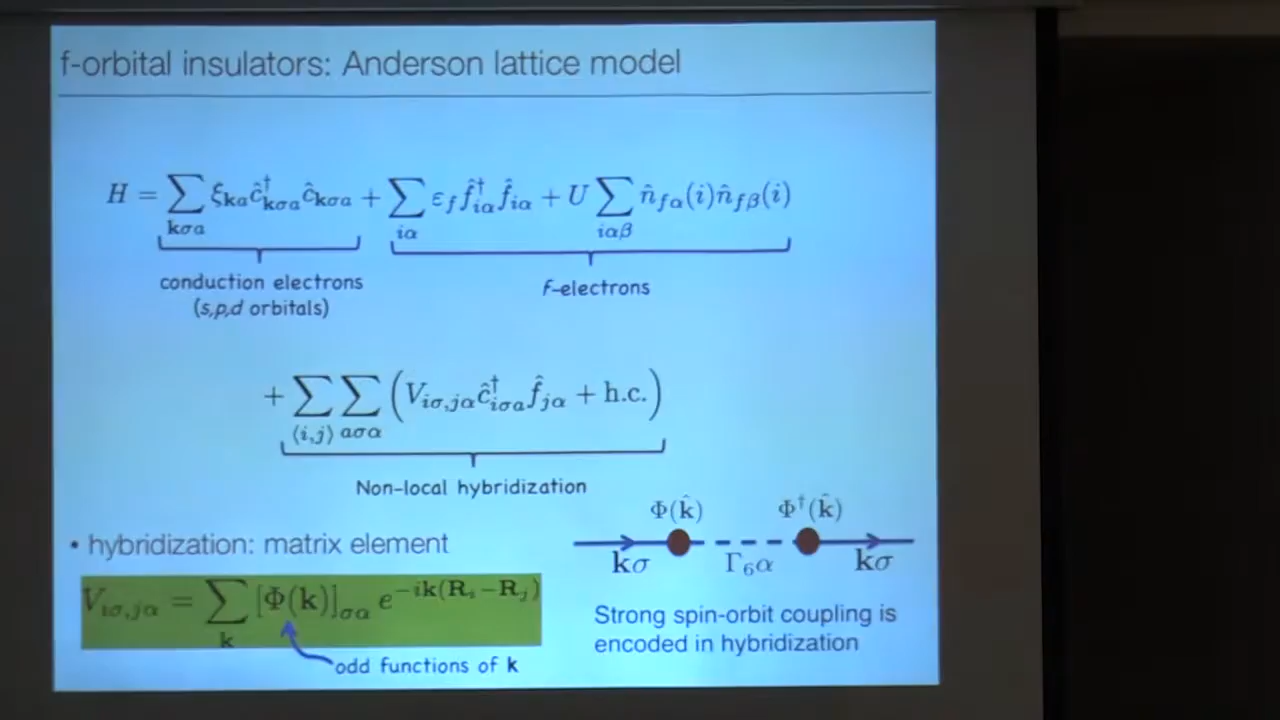 f-orbital insulators: Anderson lattice model
H = ∑_{kσa} ξ_{ka} ĉ†_{kσa} ĉ_{kσa} + ∑_{iα} ε_f f̂†_{iα} f̂_{iα} + U ∑_{iαβ} n̂_{fα}(i) n̂_{fβ}(i)
conduction electrons
(s,p,d orbitals)
f-electrons
+ ∑_{⟨i,j⟩} ∑_{aσα} (V_{iσ,jα} ĉ†_{iσa} f̂_{jα} + h.c.)
Non-local hybridization
• hybridization: matrix element
V_{iσ,jα} = ∑_k [Φ(k)]_{σα} e^{-ik(R_i-R_j)}
odd functions of k
Φ(k̂) Φ†(k̂)
kσ Γ₆α kσ
Strong spin-orbit coupling is
encoded in hybridization